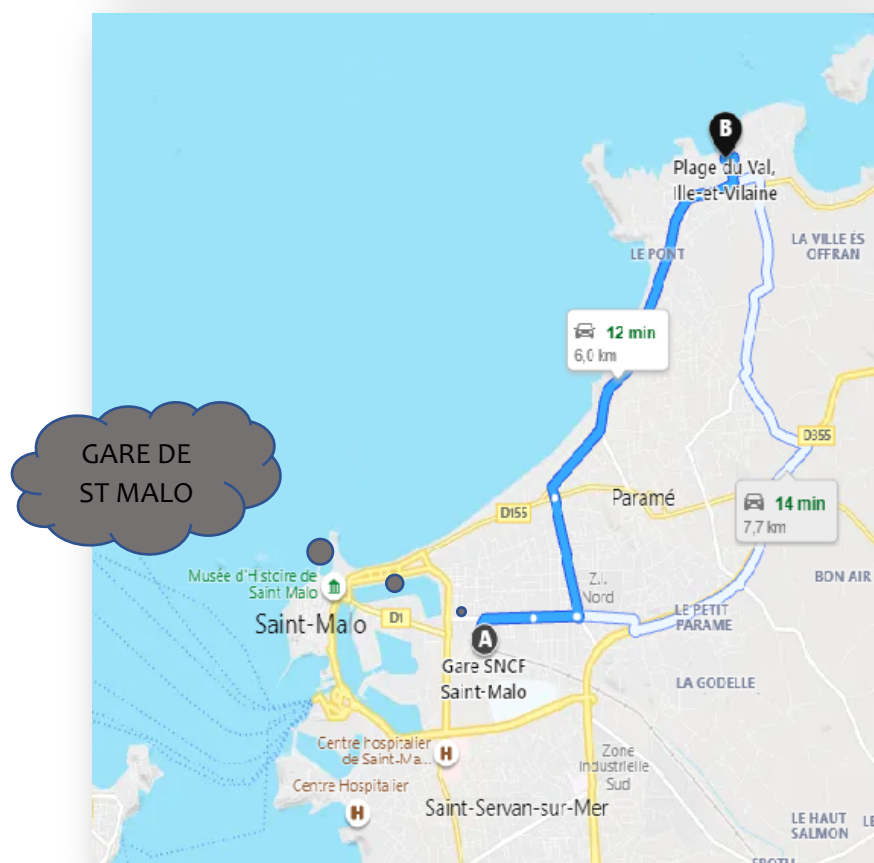 B
Plage du Val,
Ille-et-Vilaine
LA VILLE ES
OFFRAN
LE PONT
12 min
6,0 km
D355
GARE DE
ST MALO
Paramé
14 min
7,7 km
D155
Musée d'Histoire de
Saint Malo
Z...
Nord
BON AIR
Saint-Malo
D1
LE PETIT
PARAME
A
Gare SNCF
Saint-Malo
LA GODELLE
Centre hospitalier
de Saint-Ma...
H
Zone
Industrielle
Sud
Centre Hospitalier
H
Saint-Servan-sur-Mer
LE HAUT
SALMON
LE